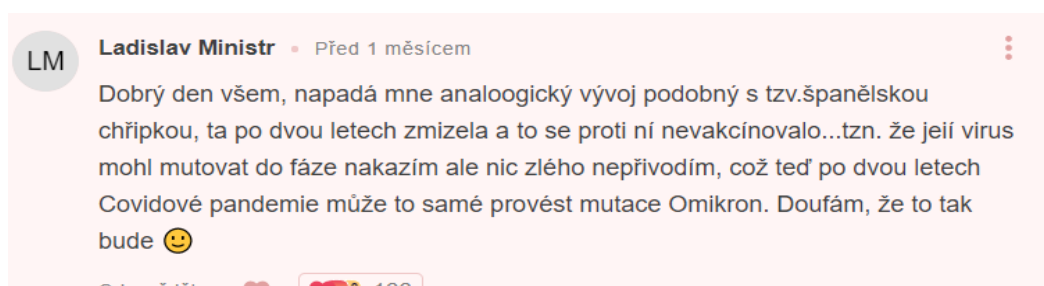 LM
Ladislav Ministr • Před 1 měsícem
Dobrý den všem, napadá mne analoogický vývoj podobný s tzv.španělskou
chřipkou, ta po dvou letech zmizela a to se proti ní nevakcínovalo...tzn. že jeií virus
mohl mutovat do fáze nakazím ale nic zlého nepřivodím, což teď po dvou letech
Covidové pandemie může to samé provést mutace Omikron. Doufám, že to tak
bude 🙂